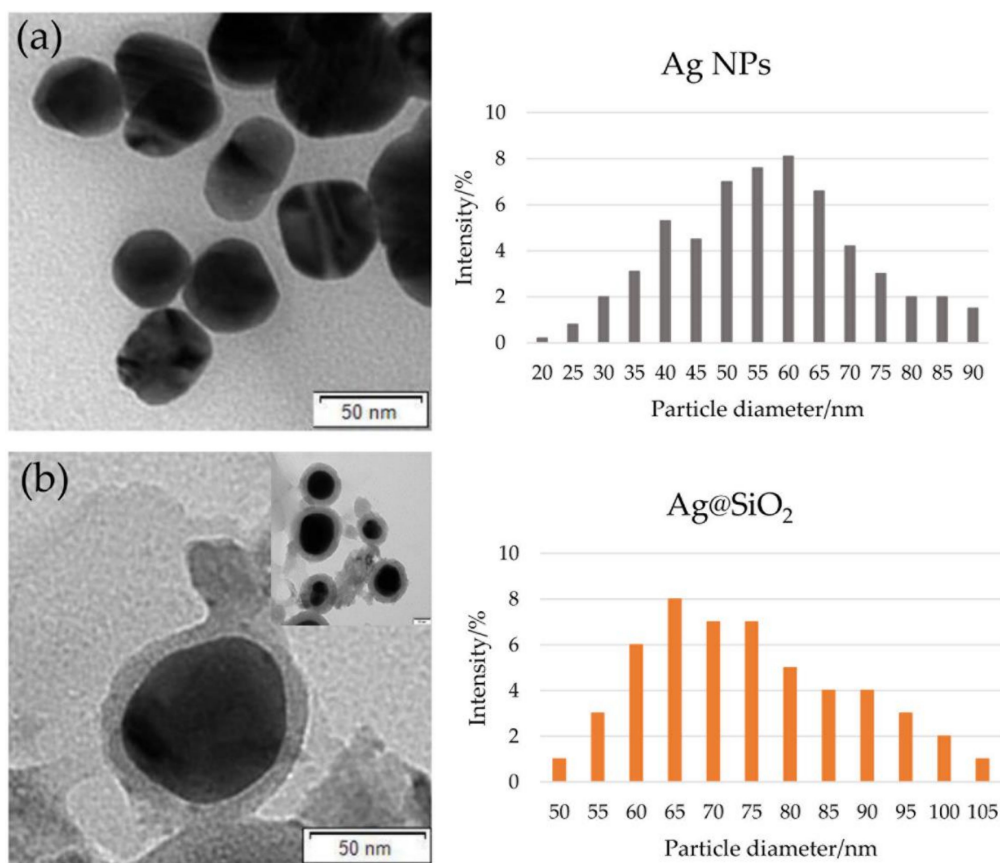 (a)
50 nm
Ag NPs
Intensity/%
10
8
6
4
2
0
20 25 30 35 40 45 50 55 60 65 70 75 80 85 90
Particle diameter/nm
(b)
50 nm
Ag@SiO₂
Intensity/%
10
8
6
4
2
0
50 55 60 65 70 75 80 85 90 95 100 105
Particle diameter/nm